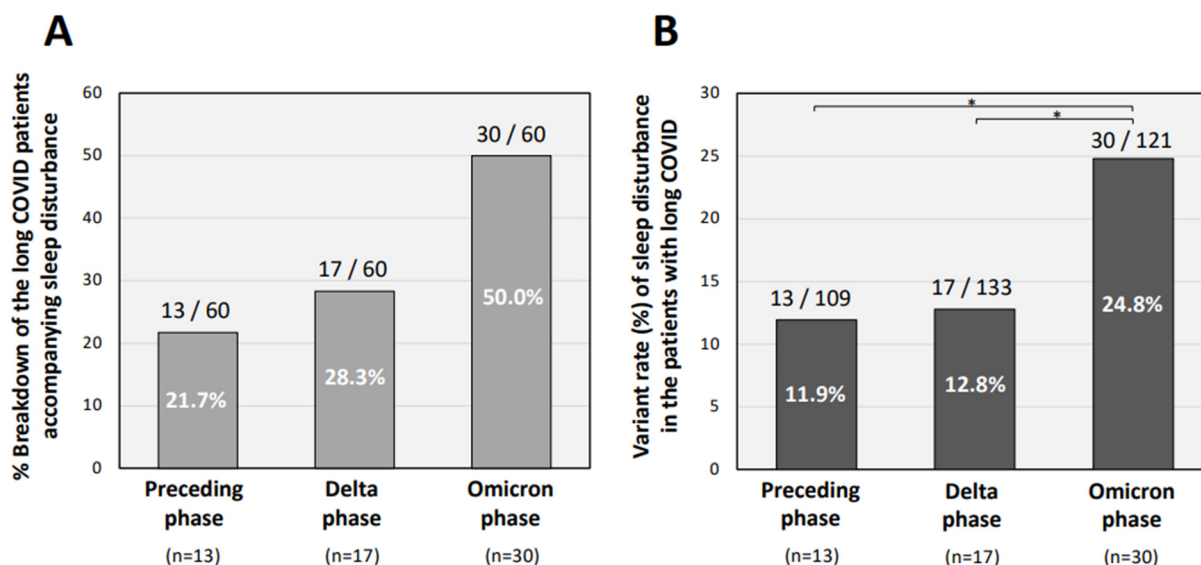 A
% Breakdown of the long COVID patients
accompanying sleep disturbance
60
50
40
30
20
10
0
13 / 60
17 / 60
30 / 60
21.7%
28.3%
50.0%
Preceding
phase
Delta
phase
Omicron
phase
(n=13)
(n=17)
(n=30)
B
Variant rate (%) of sleep disturbance
in the patients with long COVID
30
25
20
15
10
5
0
*
*
13 / 109
17 / 133
30 / 121
11.9%
12.8%
24.8%
Preceding
phase
Delta
phase
Omicron
phase
(n=13)
(n=17)
(n=30)